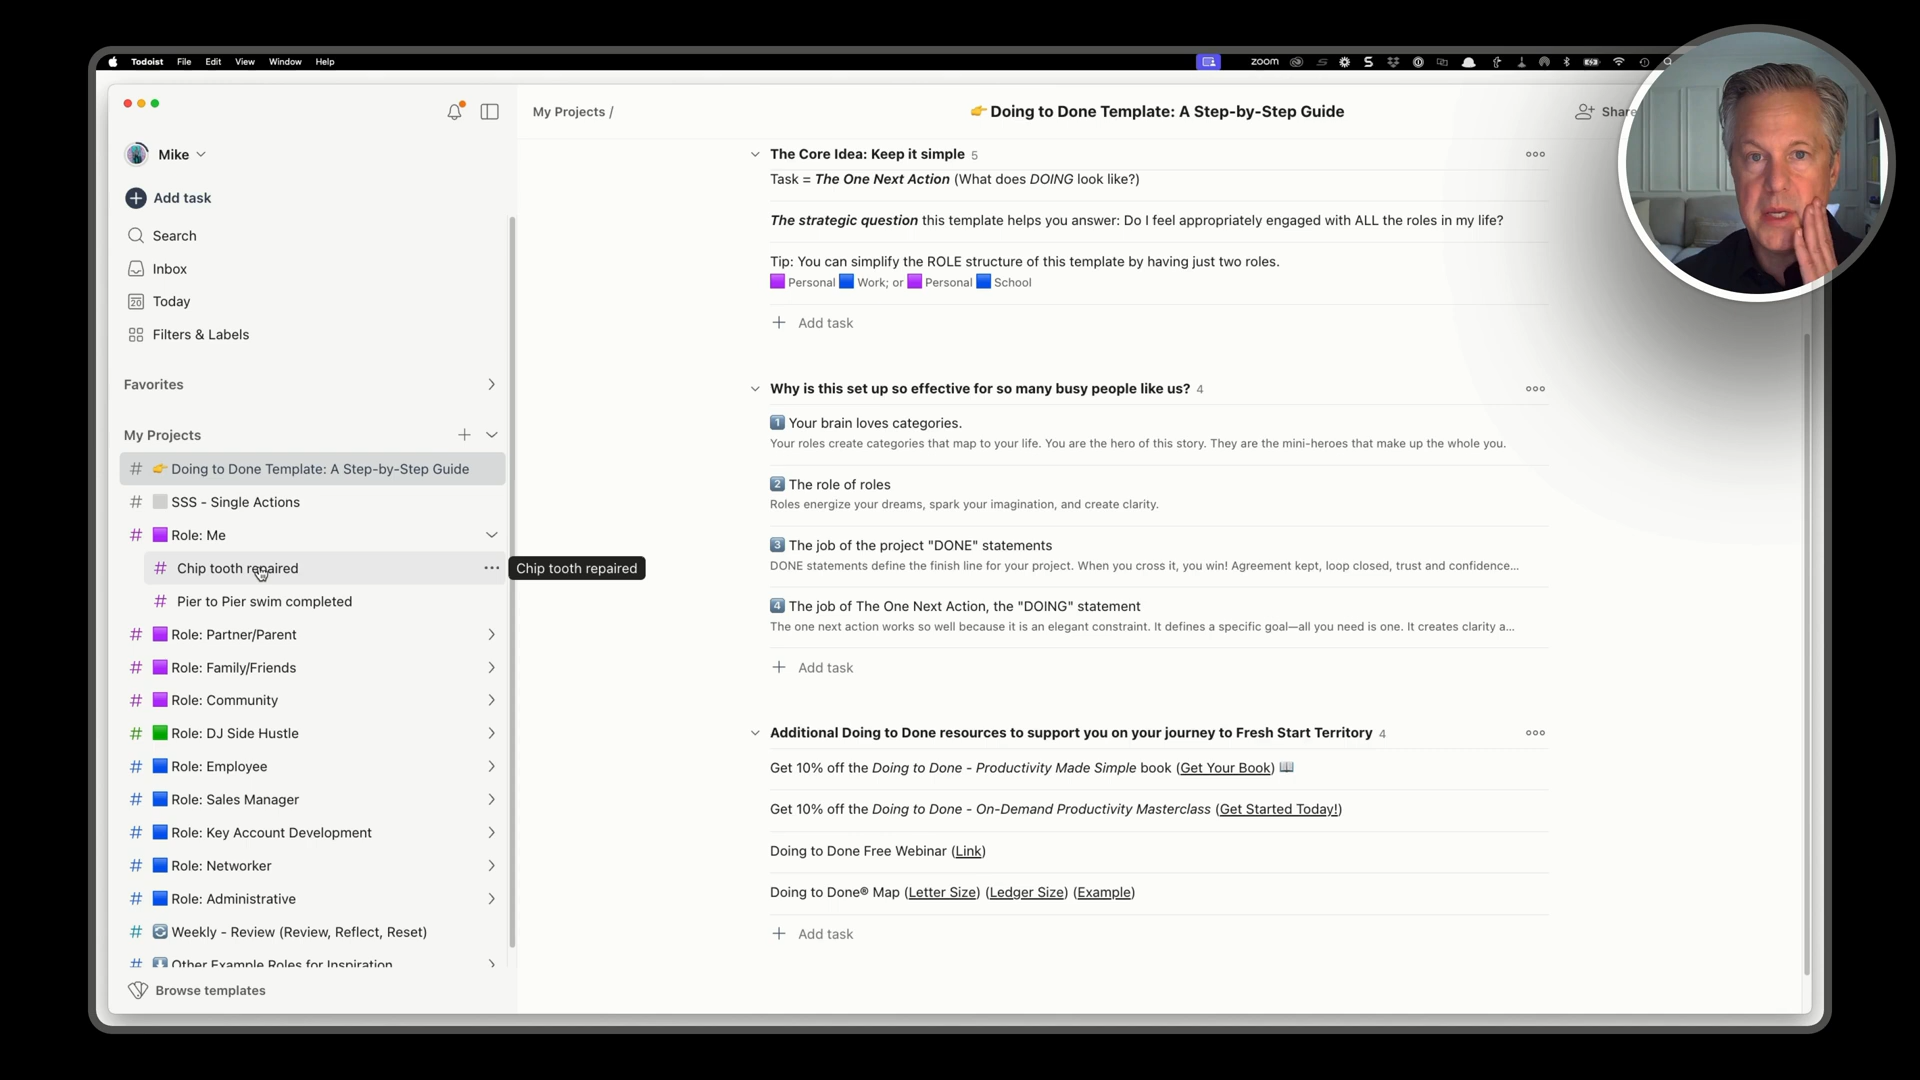 Todoist File Edit View Window Help
zoom
Mike
Add task
Search
Inbox
20 Today
Filters & Labels
Favorites
My Projects
# 👉 Doing to Done Template: A Step-by-Step Guide
# SSS - Single Actions
# Role: Me
# Chip tooth repaired
Chip tooth repaired
# Pier to Pier swim completed
# Role: Partner/Parent
# Role: Family/Friends
# Role: Community
# Role: DJ Side Hustle
# Role: Employee
# Role: Sales Manager
# Role: Key Account Development
# Role: Networker
# Role: Administrative
# Weekly - Review (Review, Reflect, Reset)
# Other Example Roles for Inspiration
Browse templates
My Projects /
👉 Doing to Done Template: A Step-by-Step Guide
Share
The Core Idea: Keep it simple 5
Task = The One Next Action (What does DOING look like?)
The strategic question this template helps you answer: Do I feel appropriately engaged with ALL the roles in my life?
Tip: You can simplify the ROLE structure of this template by having just two roles.
🟪 Personal 🟦 Work; or 🟪 Personal 🟦 School
Add task
Why is this set up so effective for so many busy people like us? 4
1 Your brain loves categories.
Your roles create categories that map to your life. You are the hero of this story. They are the mini-heroes that make up the whole you.
2 The role of roles
Roles energize your dreams, spark your imagination, and create clarity.
3 The job of the project "DONE" statements
DONE statements define the finish line for your project. When you cross it, you win! Agreement kept, loop closed, trust and confidence...
4 The job of The One Next Action, the "DOING" statement
The one next action works so well because it is an elegant constraint. It defines a specific goal—all you need is one. It creates clarity a...
Add task
Additional Doing to Done resources to support you on your journey to Fresh Start Territory 4
Get 10% off the Doing to Done - Productivity Made Simple book (Get Your Book) 📖
Get 10% off the Doing to Done - On-Demand Productivity Masterclass (Get Started Today!)
Doing to Done Free Webinar (Link)
Doing to Done® Map (Letter Size) (Ledger Size) (Example)
Add task